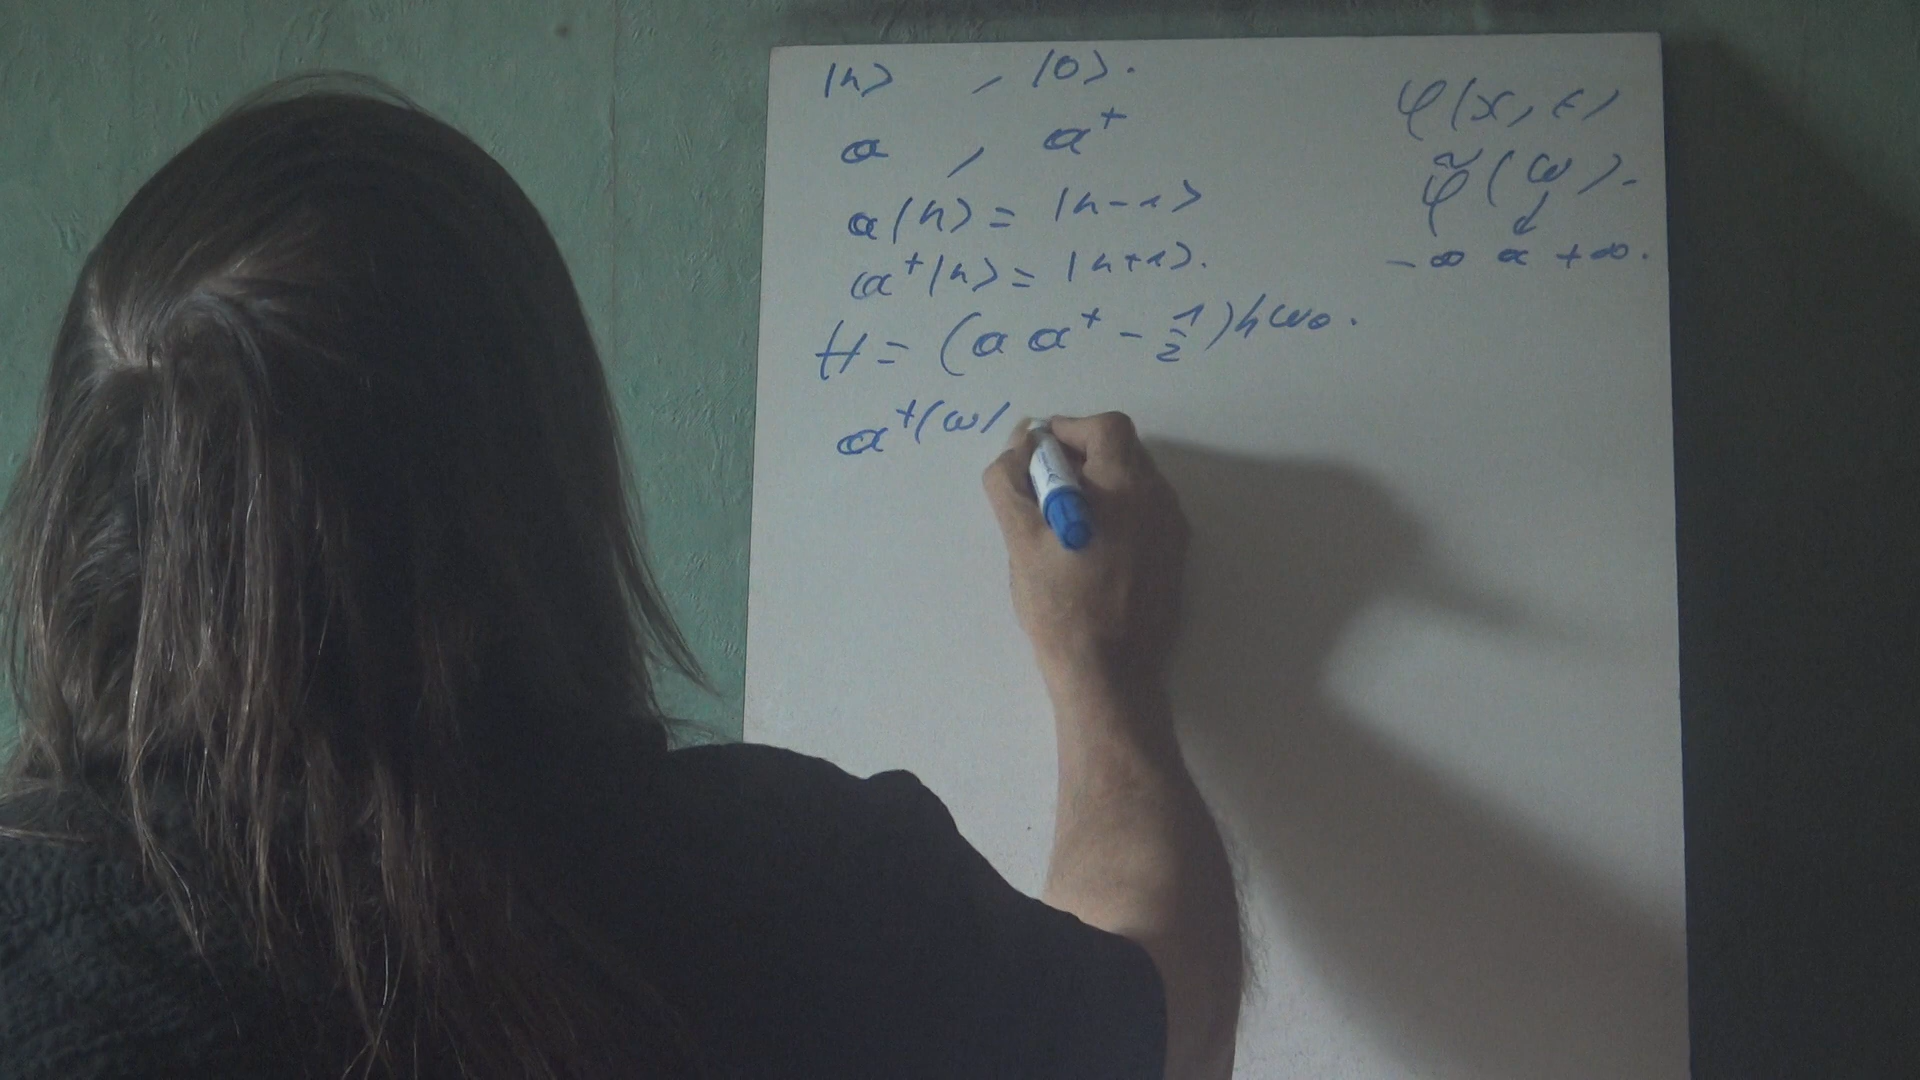 |n> , |0>.
a , a⁺
a|n> = |n-1>
a⁺|n> = |n+1>.
H = (a a⁺ - 1/2)ħω₀.
a⁺(ω)
φ(x, t)
φ̃(ω).
↓
-∞ a +∞.